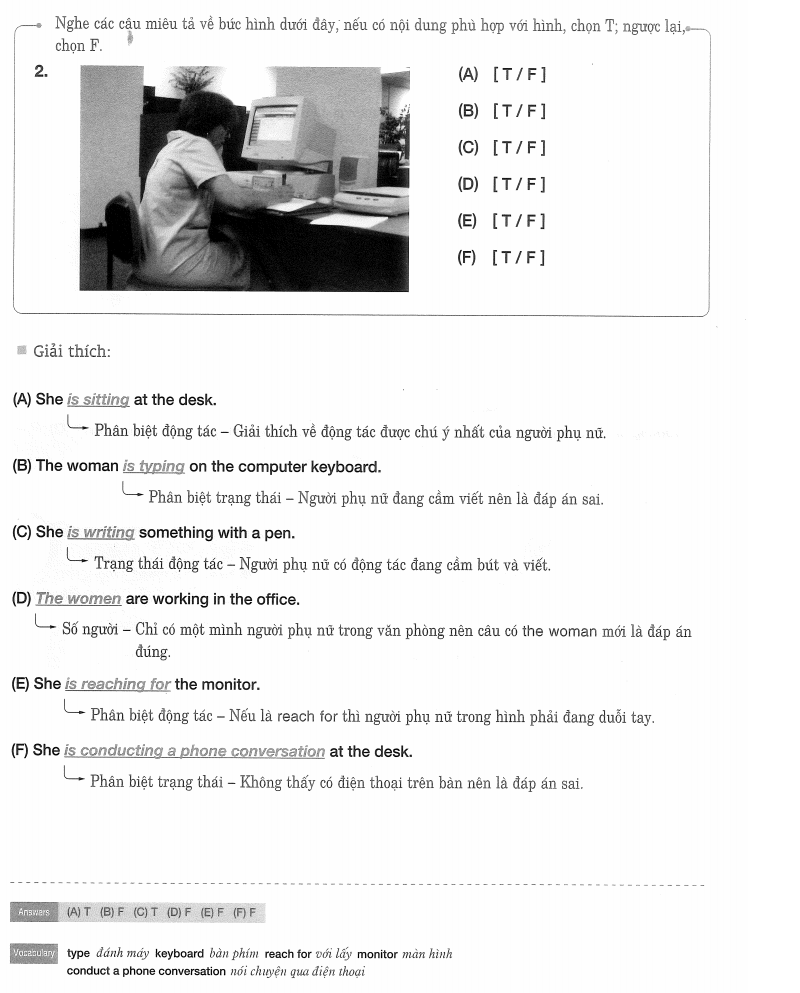 Nghe các câu miêu tả về bức hình dưới đây, nếu có nội dung phù hợp với hình, chọn T; ngược lại,
chọn F.
2.
(A) [ T / F ]
(B) [ T / F ]
(C) [ T / F ]
(D) [ T / F ]
(E) [ T / F ]
(F) [ T / F ]
Giải thích:
(A) She is sitting at the desk.
Phân biệt động tác – Giải thích về động tác được chú ý nhất của người phụ nữ.
(B) The woman is typing on the computer keyboard.
Phân biệt trạng thái – Người phụ nữ đang cầm viết nên là đáp án sai.
(C) She is writing something with a pen.
Trạng thái động tác – Người phụ nữ có động tác đang cầm bút và viết.
(D) The women are working in the office.
Số người – Chỉ có một mình người phụ nữ trong văn phòng nên câu có the woman mới là đáp án
đúng.
(E) She is reaching for the monitor.
Phân biệt động tác – Nếu là reach for thì người phụ nữ trong hình phải đang duỗi tay.
(F) She is conducting a phone conversation at the desk.
Phân biệt trạng thái – Không thấy có điện thoại trên bàn nên là đáp án sai.
Answers (A) T (B) F (C) T (D) F (E) F (F) F
Vocabulary type đánh máy keyboard bàn phím reach for với lấy monitor màn hình
conduct a phone conversation nói chuyện qua điện thoại